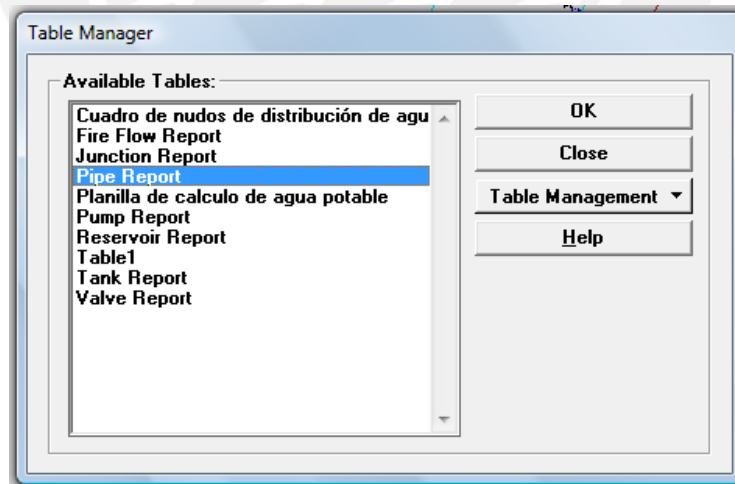 Table Manager
Available Tables:
Cuadro de nudos de distribución de agu
Fire Flow Report
Junction Report
Pipe Report
Planilla de calculo de agua potable
Pump Report
Reservoir Report
Table1
Tank Report
Valve Report
OK
Close
Table Management
Help